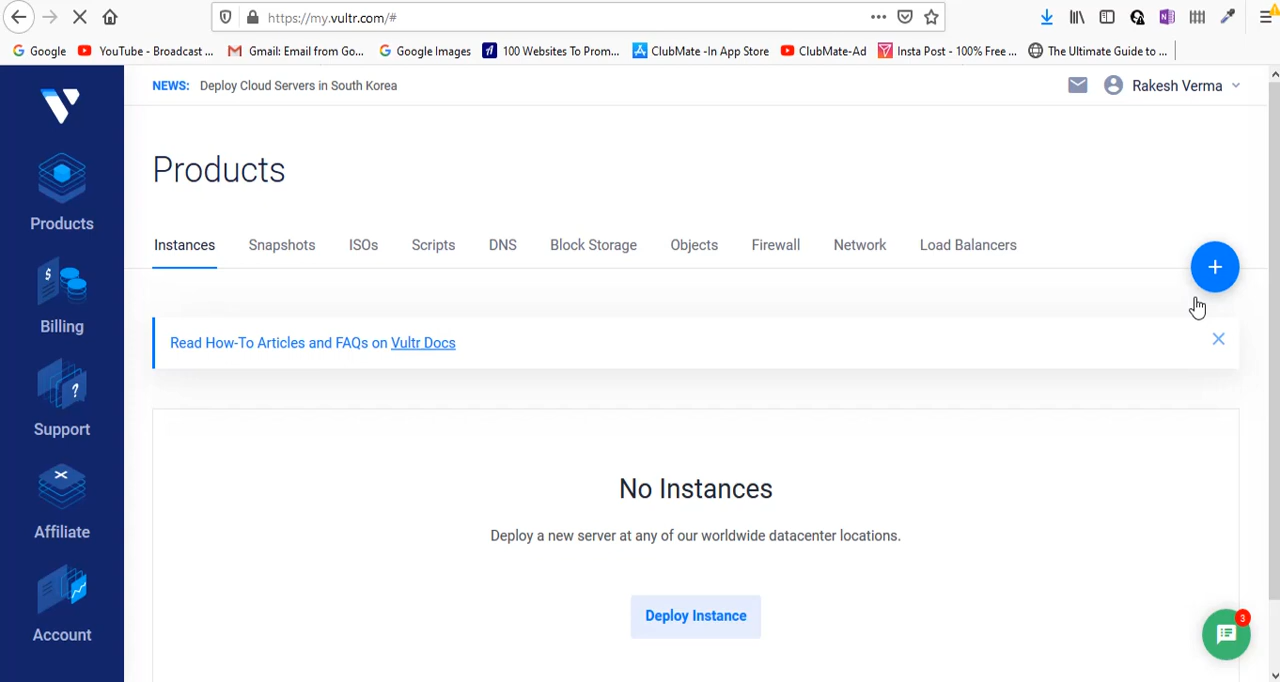 https://my.vultr.com/#
Google
YouTube - Broadcast ...
Gmail: Email from Go...
Google Images
100 Websites To Prom...
ClubMate -In App Store
ClubMate-Ad
Insta Post - 100% Free ...
The Ultimate Guide to ...
NEWS: Deploy Cloud Servers in South Korea
Rakesh Verma
Products
Billing
Support
Affiliate
Account
Products
Instances
Snapshots
ISOs
Scripts
DNS
Block Storage
Objects
Firewall
Network
Load Balancers
Read How-To Articles and FAQs on Vultr Docs
No Instances
Deploy a new server at any of our worldwide datacenter locations.
Deploy Instance
3